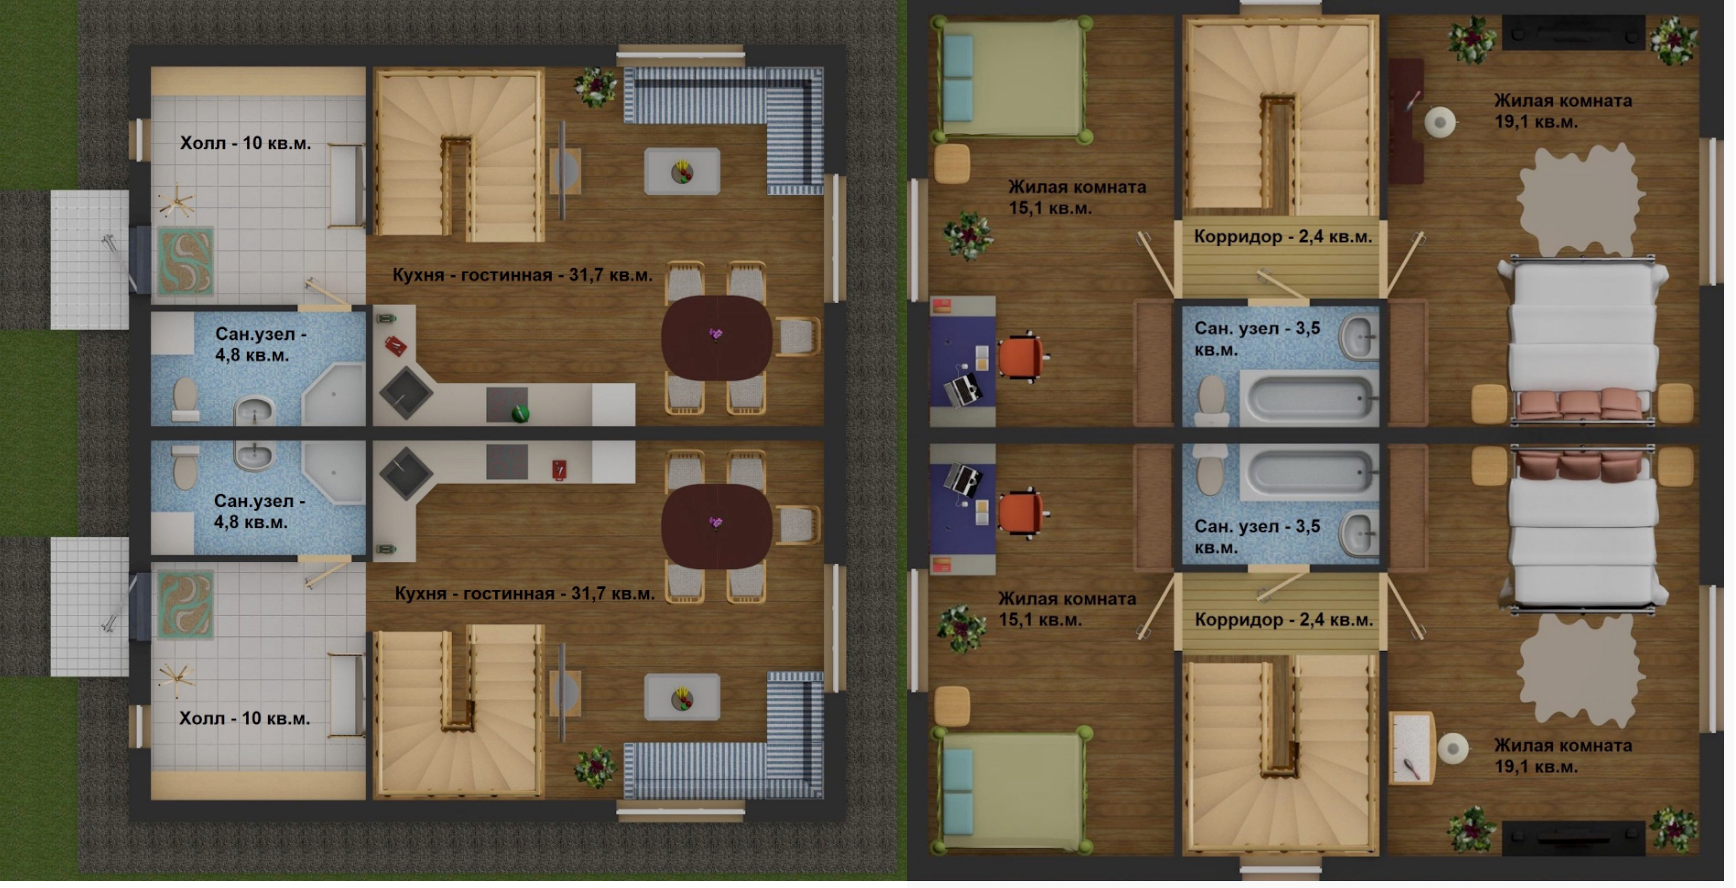 Холл - 10 кв.м.
Кухня - гостинная - 31,7 кв.м.
Сан.узел -
4,8 кв.м.
Сан.узел -
4,8 кв.м.
Кухня - гостинная - 31,7 кв.м.
Холл - 10 кв.м.
Жилая комната
15,1 кв.м.
Жилая комната
19,1 кв.м.
Корридор - 2,4 кв.м.
Сан. узел - 3,5
кв.м.
Сан. узел - 3,5
кв.м.
Жилая комната
15,1 кв.м.
Корридор - 2,4 кв.м.
Жилая комната
19,1 кв.м.